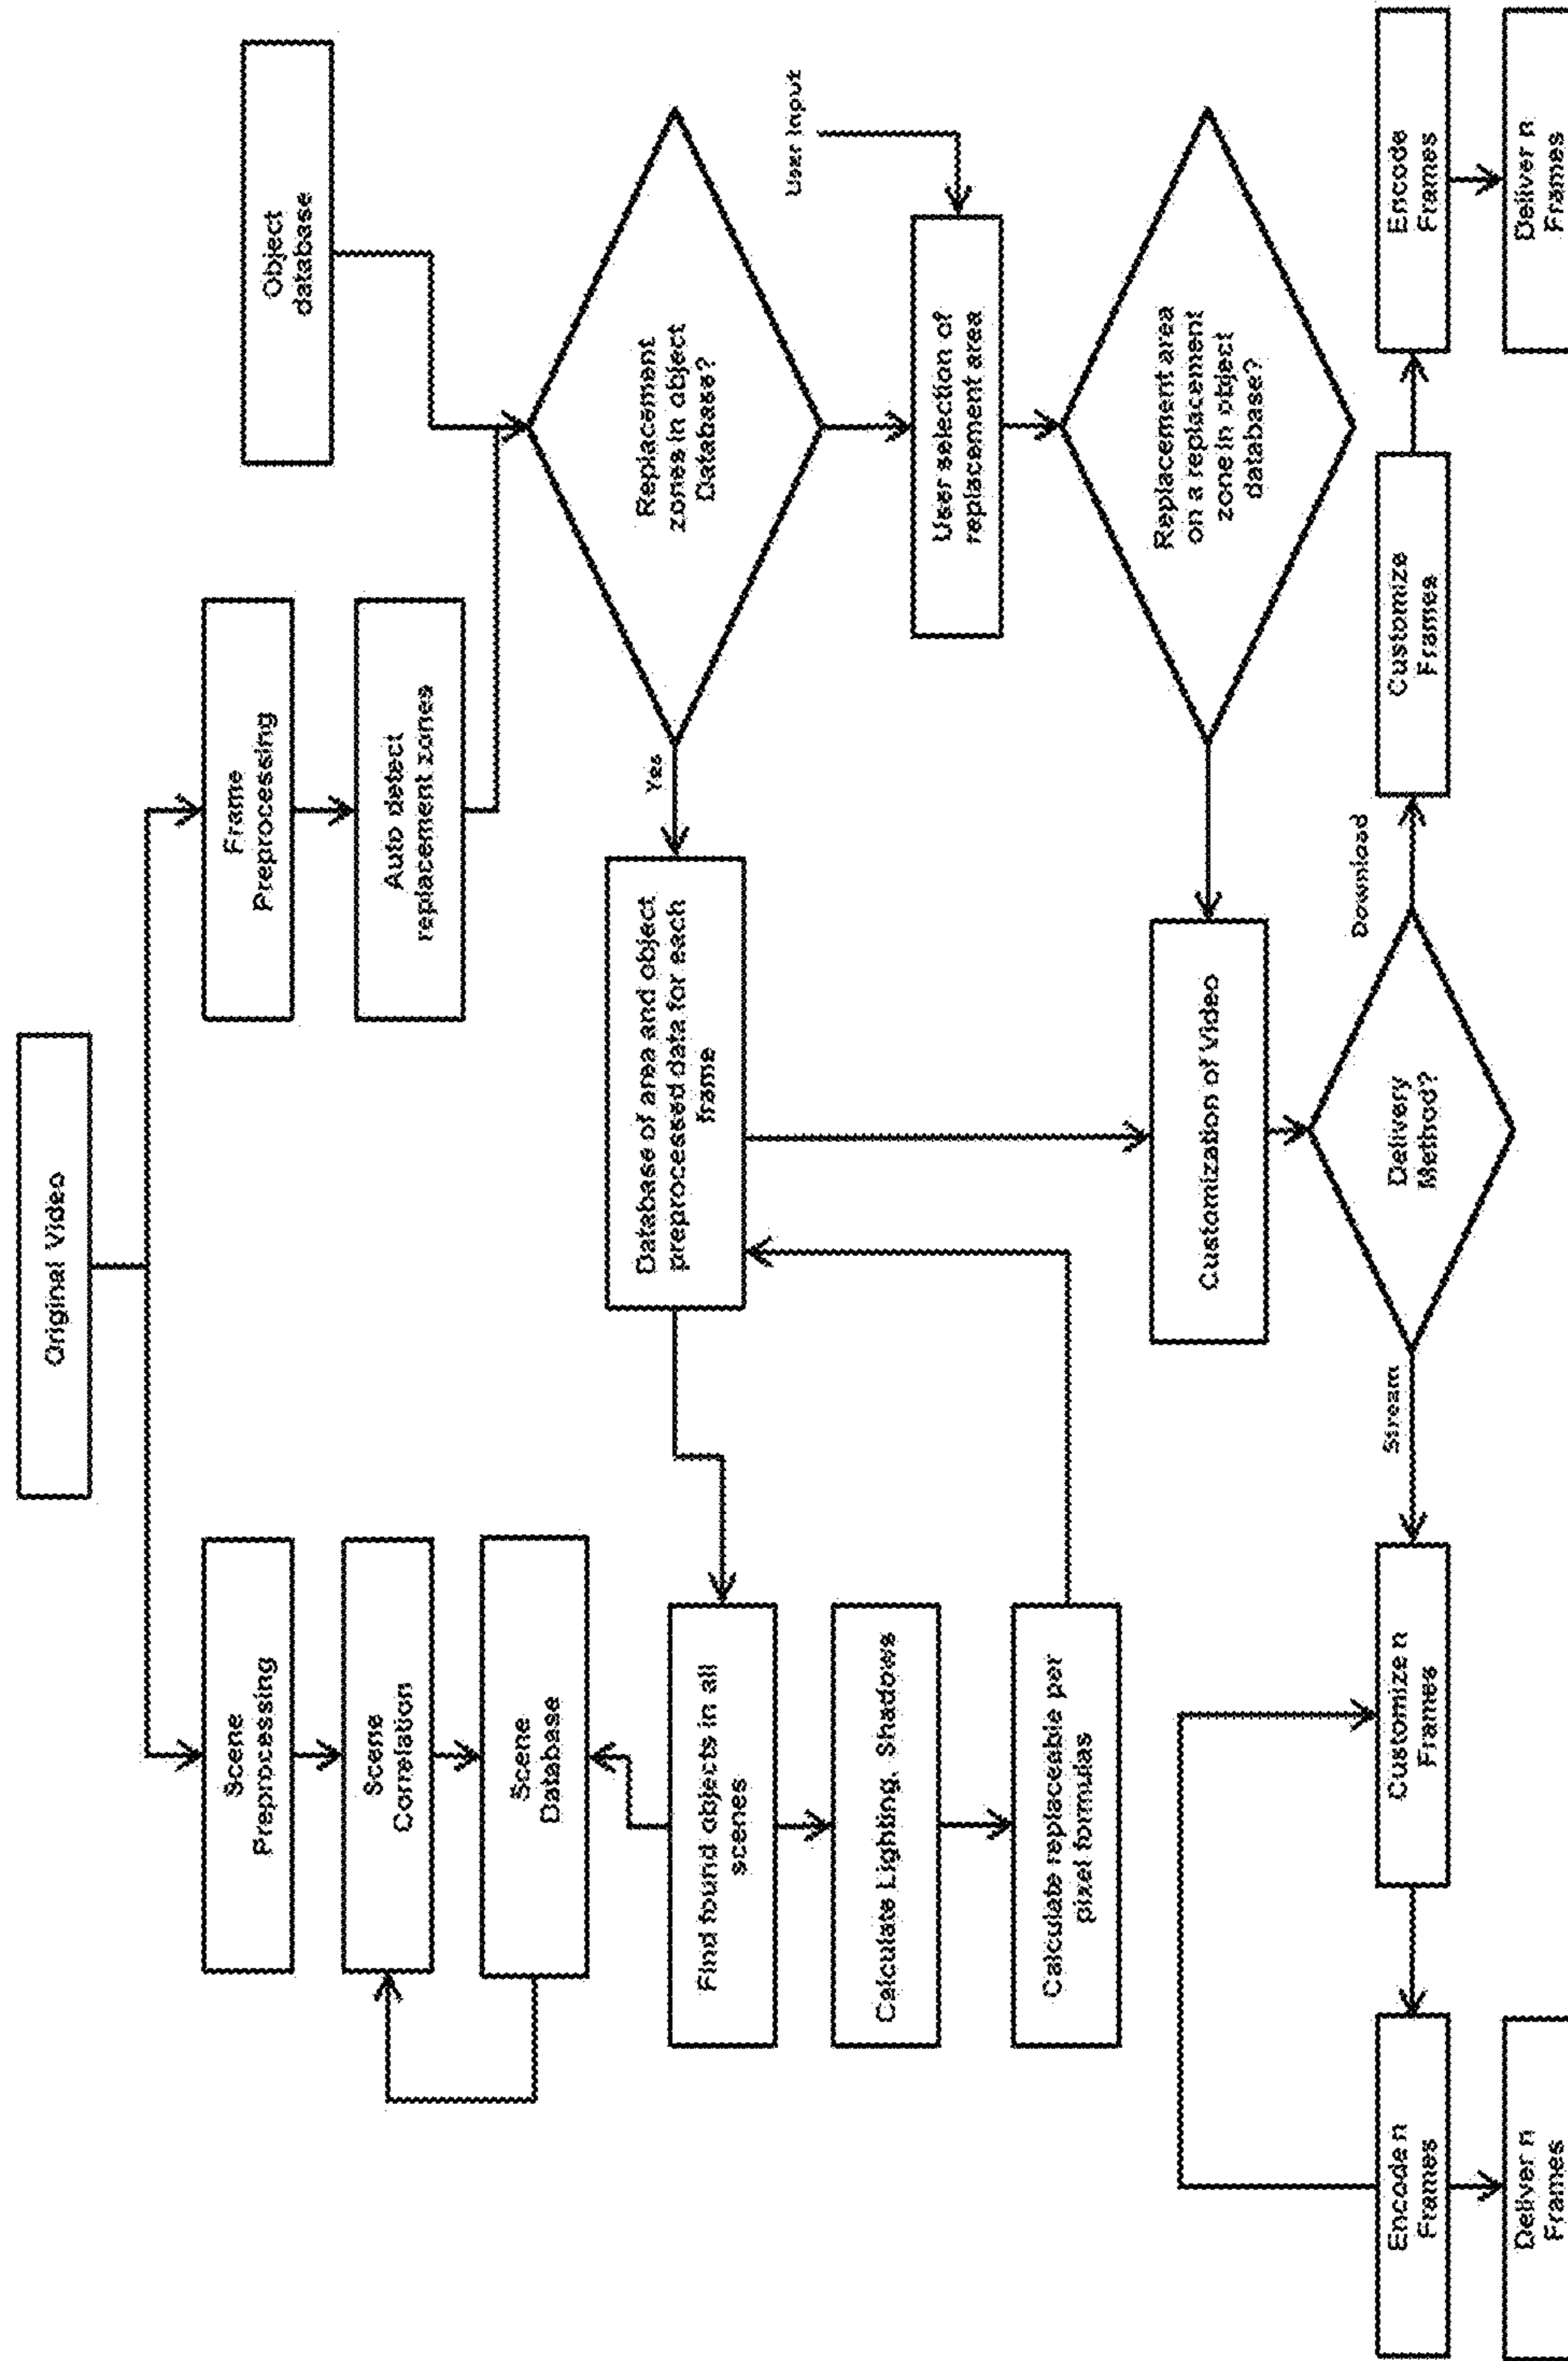 Original Video
Scene
Preprocessing
Frame
Preprocessing
Object
database
Scene
Correlation
Auto detect
replacement zones
Scene
Database
Replacement
zones in object
Database?
Yes
Database of area and object
preprocessed data for each
frame
Find found objects in all
scenes
User Input
Calculate Lighting, Shadows
User selection of
replacement area
Calculate replaceable per
pixel formulas
Replacement area
on a replacement
zone in object
database?
Customization of Video
Delivery
Method?
Stream
Download
Encode n
Frames
Customize n
Frames
Customize
Frames
Encode
Frames
Deliver n
Frames
Deliver n
Frames